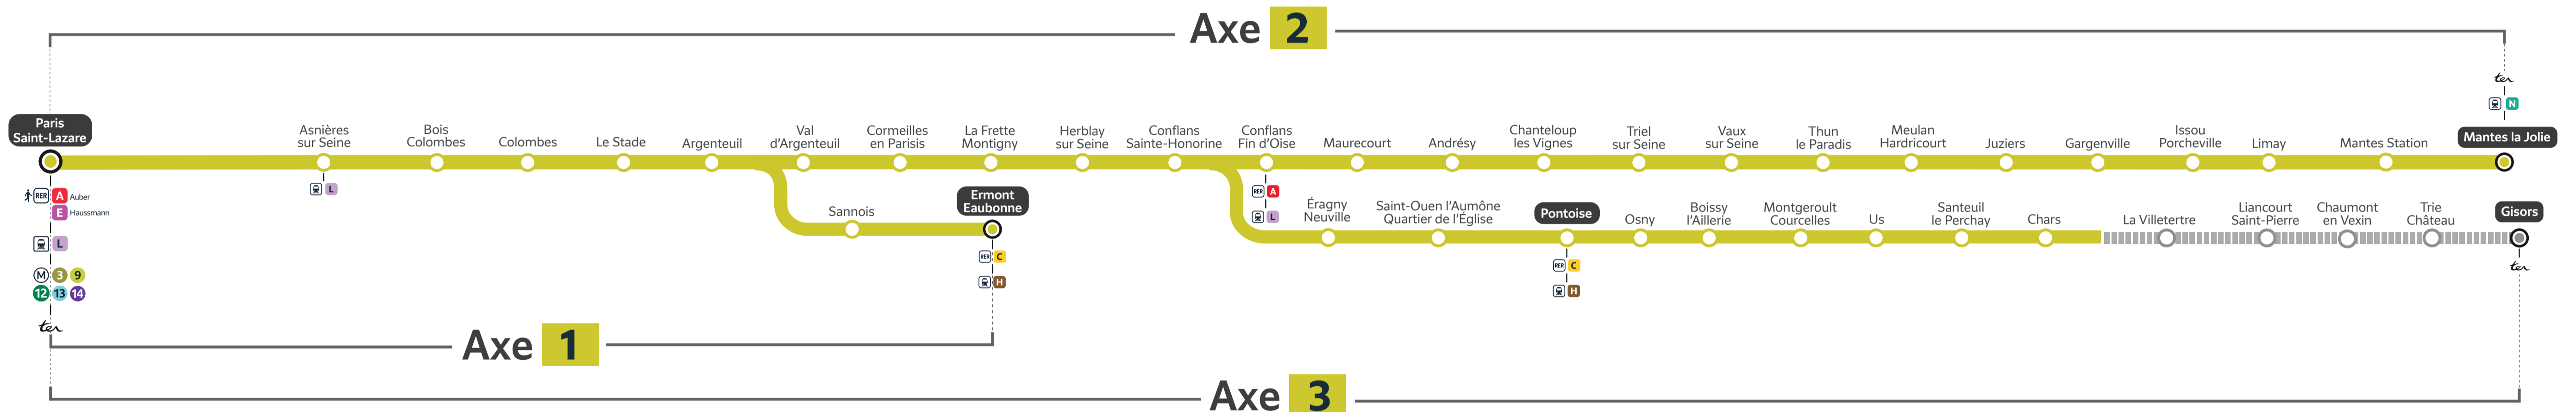 Axe 2
ter
N
Paris
Saint-Lazare
Asnières
sur Seine
Bois
Colombes
Colombes
Le Stade
Argenteuil
Val
d'Argenteuil
Cormeilles
en Parisis
La Frette
Montigny
Herblay
sur Seine
Conflans
Sainte-Honorine
Conflans
Fin d'Oise
Maurecourt
Andrésy
Chanteloup
les Vignes
Triel
sur Seine
Vaux
sur Seine
Thun
le Paradis
Meulan
Hardricourt
Juziers
Gargenville
Issou
Porcheville
Limay
Mantes Station
Mantes la Jolie
RER A Auber
E Haussmann
L
M 3 9
12 13 14
ter
L
Sannois
Ermont
Eaubonne
RER C
H
RER A
L
Éragny
Neuville
Saint-Ouen l'Aumône
Quartier de l'Église
Pontoise
RER C
H
Osny
Boissy
l'Aillerie
Montgeroult
Courcelles
Us
Santeuil
le Perchay
Chars
La Villetertre
Liancourt
Saint-Pierre
Chaumont
en Vexin
Trie
Château
Gisors
ter
Axe 1
Axe 3